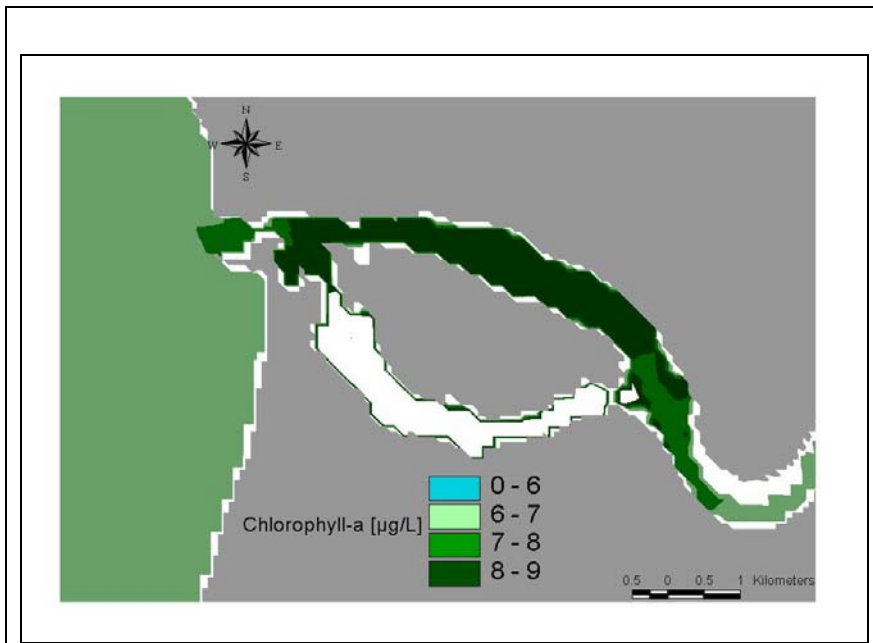 N
W E
S
0 - 6
6 - 7
Chlorophyll-a [µg/L]
7 - 8
8 - 9
0.5 0 0.5 1 Kilometers